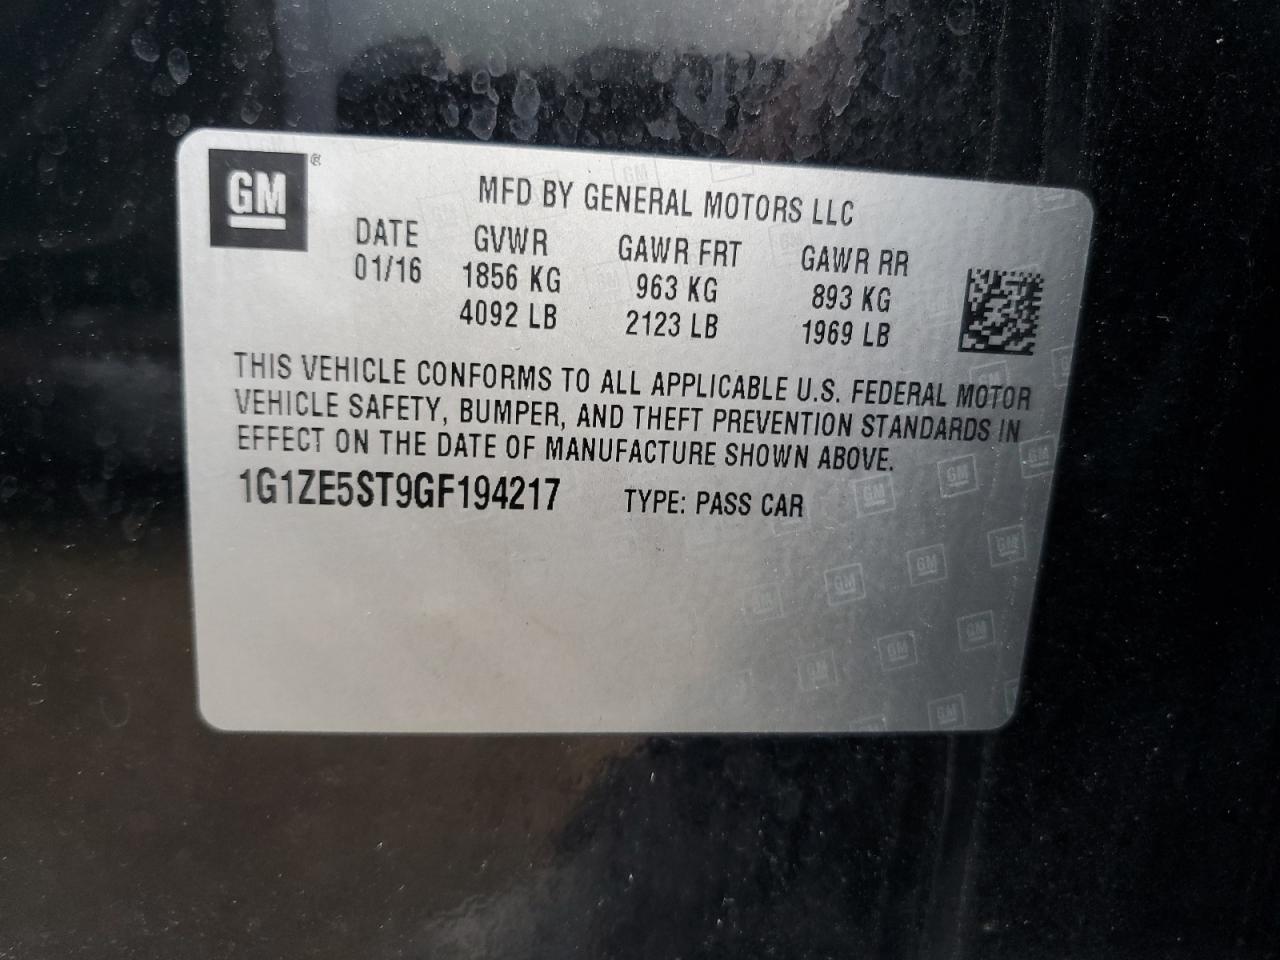 GM ®
MFD BY GENERAL MOTORS LLC
DATE GVWR GAWR FRT GAWR RR
01/16 1856 KG 963 KG 893 KG
4092 LB 2123 LB 1969 LB
THIS VEHICLE CONFORMS TO ALL APPLICABLE U.S. FEDERAL MOTOR
VEHICLE SAFETY, BUMPER, AND THEFT PREVENTION STANDARDS IN
EFFECT ON THE DATE OF MANUFACTURE SHOWN ABOVE.
1G1ZE5ST9GF194217 TYPE: PASS CAR